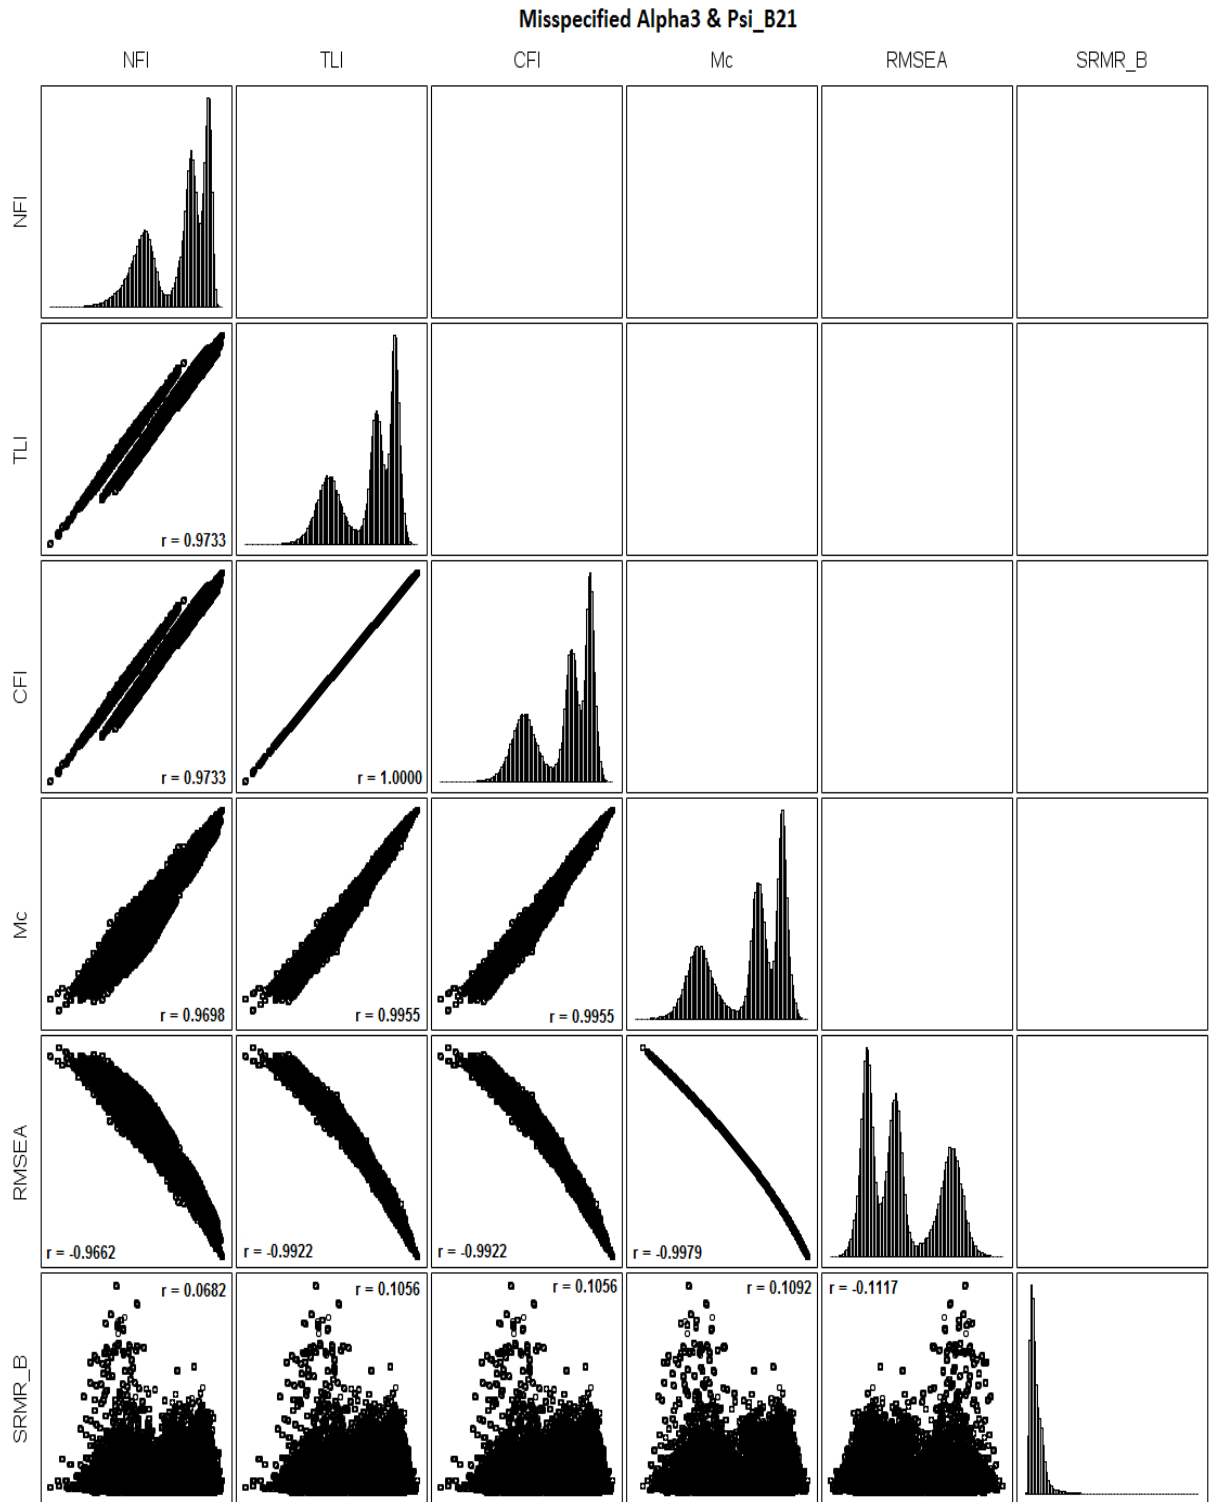 Misspecified Alpha3 & Psi_B21
NFI TLI CFI Mc RMSEA SRMR_B
NFI
TLI
r = 0.9733
CFI
r = 0.9733
r = 1.0000
Mc
r = 0.9698
r = 0.9955
r = 0.9955
RMSEA
r = -0.9662
r = -0.9922
r = -0.9922
r = -0.9979
SRMR_B
r = 0.0682
r = 0.1056
r = 0.1056
r = 0.1092
r = -0.1117